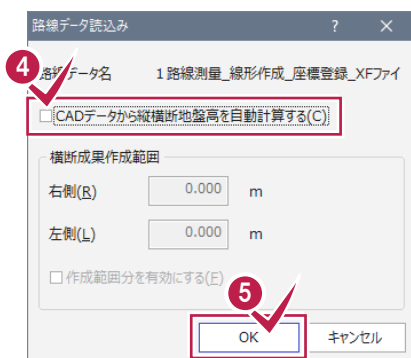 路線データ読込み ? ×
4
路線データ名 1路線測量_線形作成_座標登録_XFファイ
CADデータから縦横断地盤高を自動計算する(C)
横断成果作成範囲
右側(R) 0.000 m
左側(L) 0.000 m
作成範囲分を有効にする(F)
5
OK キャンセル